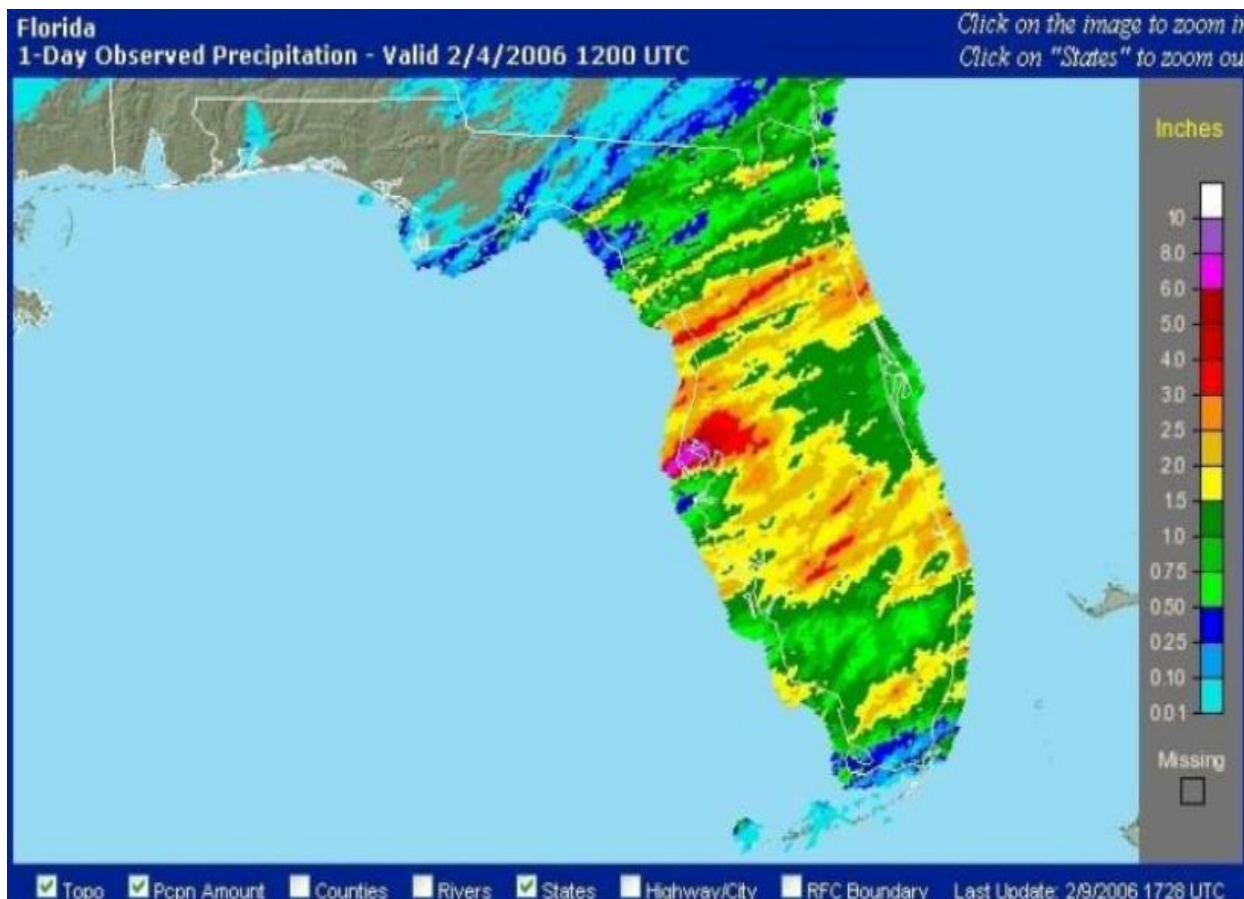 Florida
1-Day Observed Precipitation - Valid 2/4/2006 1200 UTC
Click on the image to zoom in
Click on "States" to zoom ou
Inches
10
8.0
6.0
5.0
4.0
3.0
2.5
2.0
1.5
1.0
0.75
0.50
0.25
0.10
0.01
Missing
Topo Pcpn Amount Counties Rivers States Highway/City RFC Boundary Last Update: 2/9/2006 1728 UTC